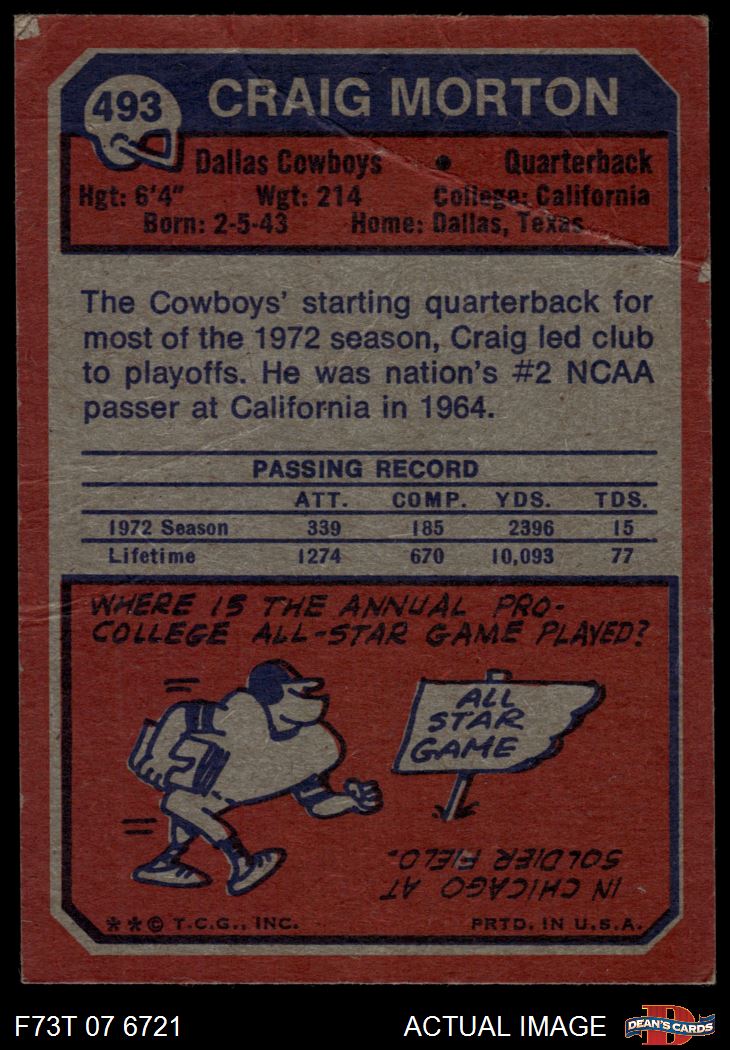 493 CRAIG MORTON
Dallas Cowboys • Quarterback
Hgt: 6'4" Wgt: 214 College: California
Born: 2-5-43 Home: Dallas, Texas
The Cowboys' starting quarterback for
most of the 1972 season, Craig led club
to playoffs. He was nation's #2 NCAA
passer at California in 1964.
PASSING RECORD
ATT. COMP. YDS. TDS.
1972 Season 339 185 2396 15
Lifetime 1274 670 10,093 77
WHERE IS THE ANNUAL PRO-
COLLEGE ALL-STAR GAME PLAYED?
ALL
STAR
GAME
IN CHICAGO AT
SOLDIER FIELD.
**© T.C.G., INC. PRTD. IN U.S.A.
F73T 07 6721 ACTUAL IMAGE
D
DEAN'S CARDS